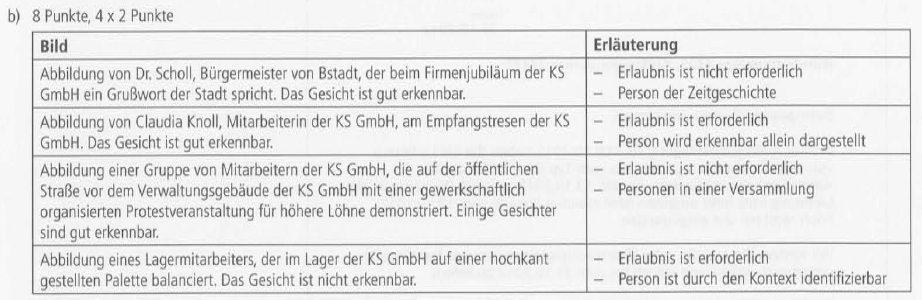 b) 8 Punkte, 4 x 2 Punkte
Bild
Erläuterung
Abbildung von Dr. Scholl, Bürgermeister von Bstadt, der beim Firmenjubiläum der KS
GmbH ein Grußwort der Stadt spricht. Das Gesicht ist gut erkennbar.
– Erlaubnis ist nicht erforderlich
– Person der Zeitgeschichte
Abbildung von Claudia Knoll, Mitarbeiterin der KS GmbH, am Empfangstresen der KS
GmbH. Das Gesicht ist gut erkennbar.
– Erlaubnis ist erforderlich
– Person wird erkennbar allein dargestellt
Abbildung einer Gruppe von Mitarbeitern der KS GmbH, die auf der öffentlichen
Straße vor dem Verwaltungsgebäude der KS GmbH mit einer gewerkschaftlich
organisierten Protestveranstaltung für höhere Löhne demonstriert. Einige Gesichter
sind gut erkennbar.
– Erlaubnis ist nicht erforderlich
– Personen in einer Versammlung
Abbildung eines Lagermitarbeiters, der im Lager der KS GmbH auf einer hochkant
gestellten Palette balanciert. Das Gesicht ist nicht erkennbar.
– Erlaubnis ist erforderlich
– Person ist durch den Kontext identifizierbar